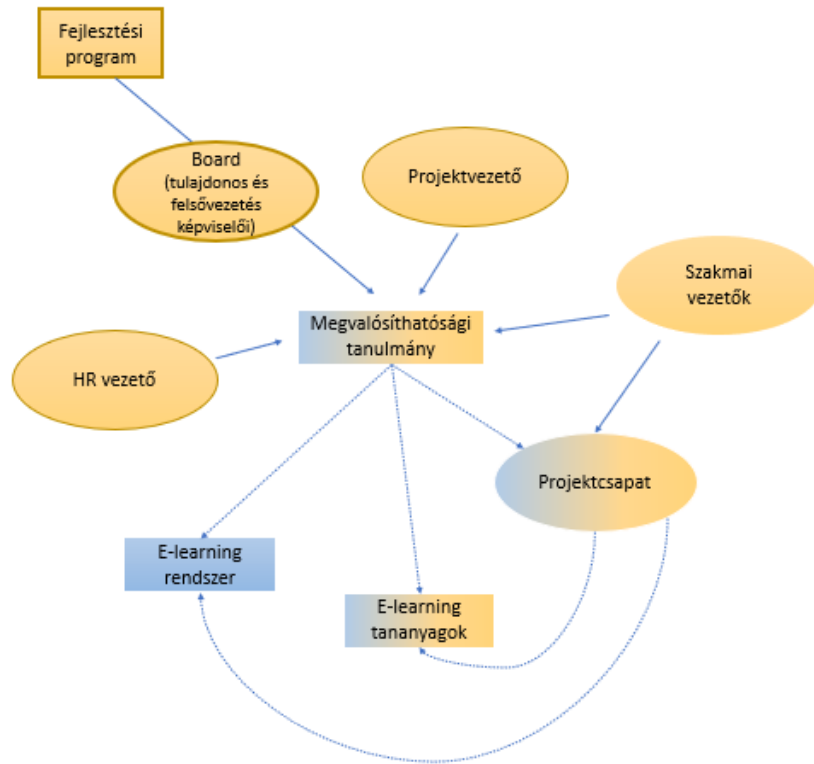 Fejlesztési
program
Board
(tulajdonos és
felsővezetés
képviselői)
Projektvezető
Szakmai
vezetők
Megvalósíthatósági
tanulmány
HR vezető
Projektcsapat
E-learning
rendszer
E-learning
tananyagok